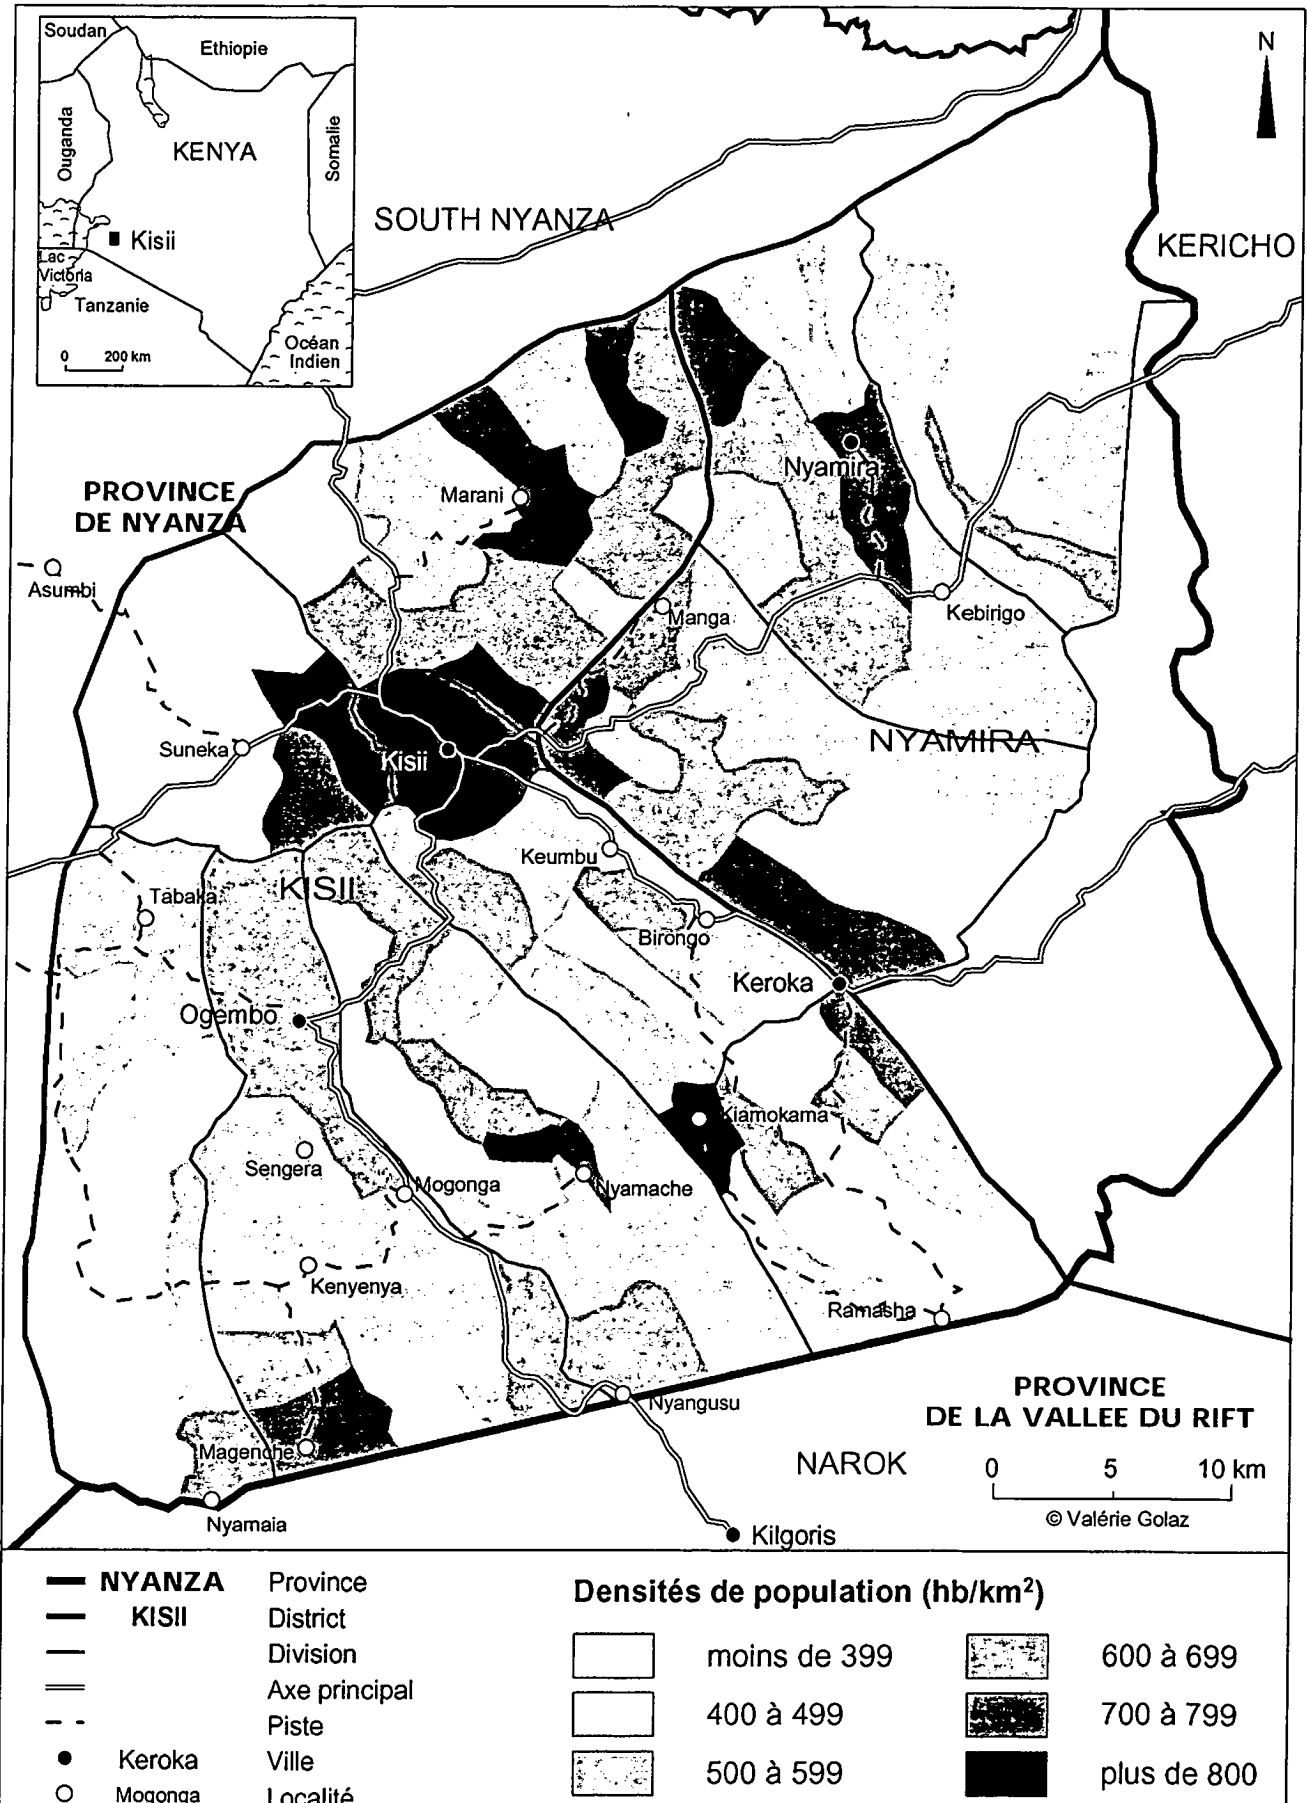 Soudan
Ethiopie
Ouganda
KENYA
Somalie
Kisii
Lac
Victoria
Tanzanie
Océan
Indien
0 200 km
N
SOUTH NYANZA
KERICHO
PROVINCE
DE NYANZA
Asumbi
Marani
Nyamira
Manga
Kebirigo
Suneka
Kisii
NYAMIRA
Keumbu
KISII
Tabaka
Birongo
Keroka
Ogembo
Kiamokama
Sengera
Mogonga
Nyamache
Kenyenya
Ramasha
Nyangusu
Magenche
Nyamaia
PROVINCE
DE LA VALLEE DU RIFT
NAROK
0 5 10 km
© Valérie Golaz
Kilgoris
NYANZA Province
KISII District
Division
Axe principal
Piste
Keroka Ville
Mogonga Localité
Densités de population (hb/km²)
moins de 399
400 à 499
500 à 599
600 à 699
700 à 799
plus de 800